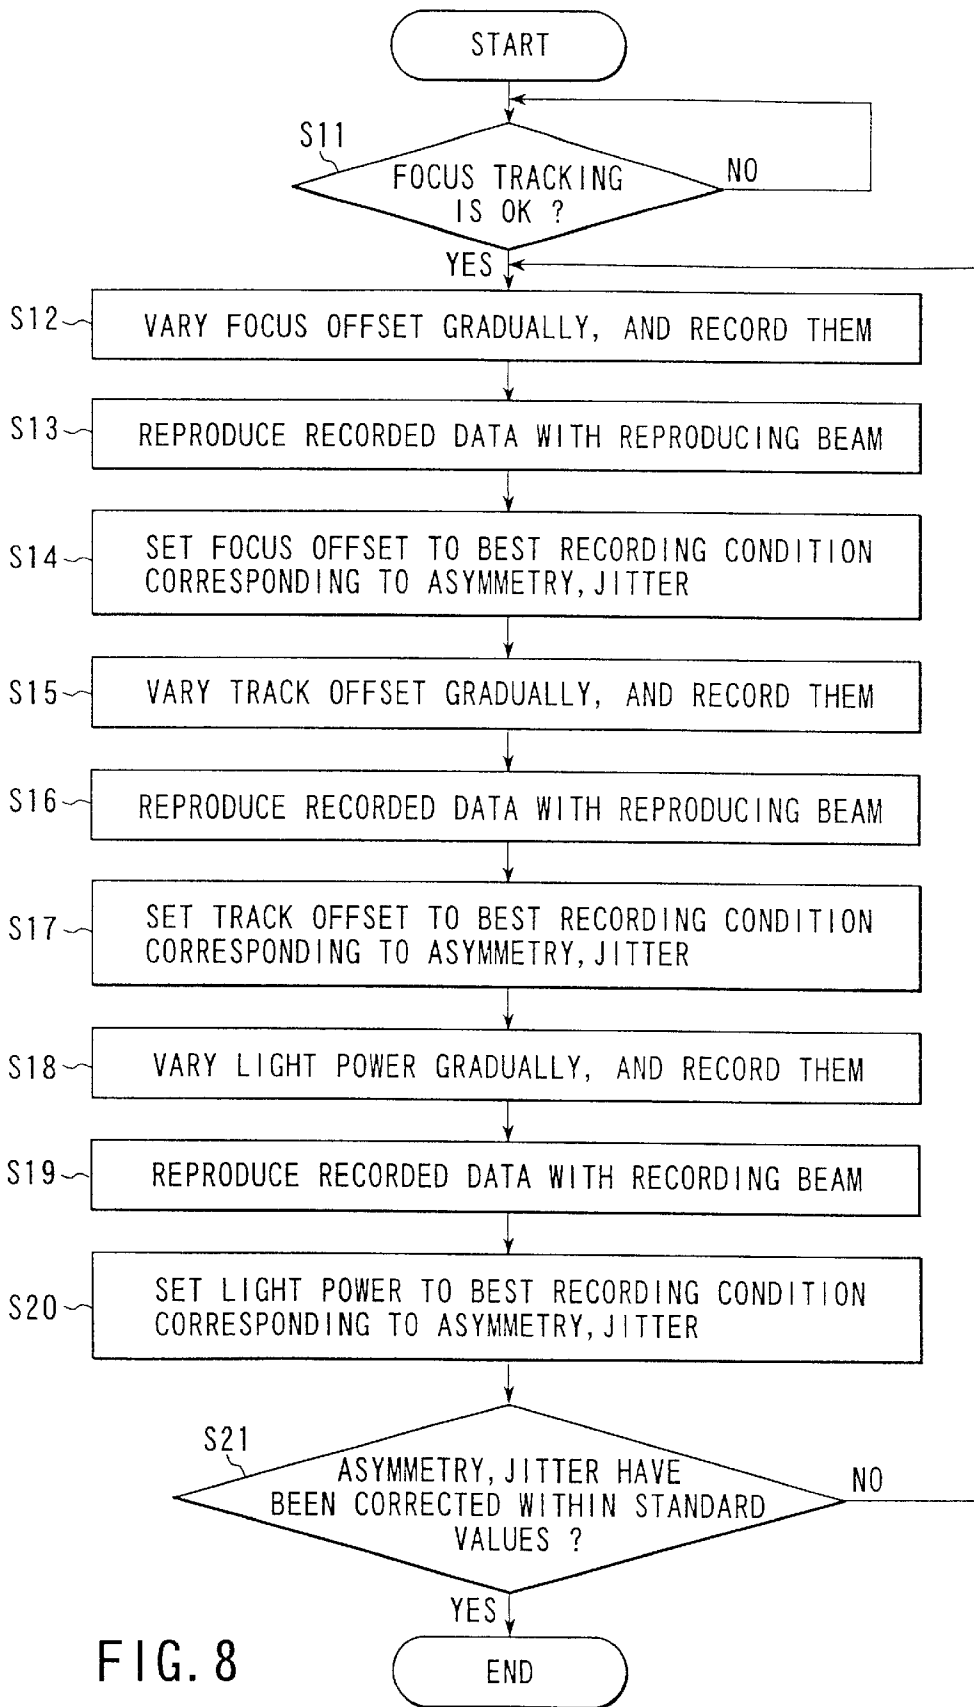 START
S11
FOCUS TRACKING
IS OK ?
NO
YES
S12
VARY FOCUS OFFSET GRADUALLY, AND RECORD THEM
S13
REPRODUCE RECORDED DATA WITH REPRODUCING BEAM
S14
SET FOCUS OFFSET TO BEST RECORDING CONDITION
CORRESPONDING TO ASYMMETRY, JITTER
S15
VARY TRACK OFFSET GRADUALLY, AND RECORD THEM
S16
REPRODUCE RECORDED DATA WITH REPRODUCING BEAM
S17
SET TRACK OFFSET TO BEST RECORDING CONDITION
CORRESPONDING TO ASYMMETRY, JITTER
S18
VARY LIGHT POWER GRADUALLY, AND RECORD THEM
S19
REPRODUCE RECORDED DATA WITH RECORDING BEAM
S20
SET LIGHT POWER TO BEST RECORDING CONDITION
CORRESPONDING TO ASYMMETRY, JITTER
S21
ASYMMETRY, JITTER HAVE
BEEN CORRECTED WITHIN STANDARD
VALUES ?
NO
YES
END
FIG. 8